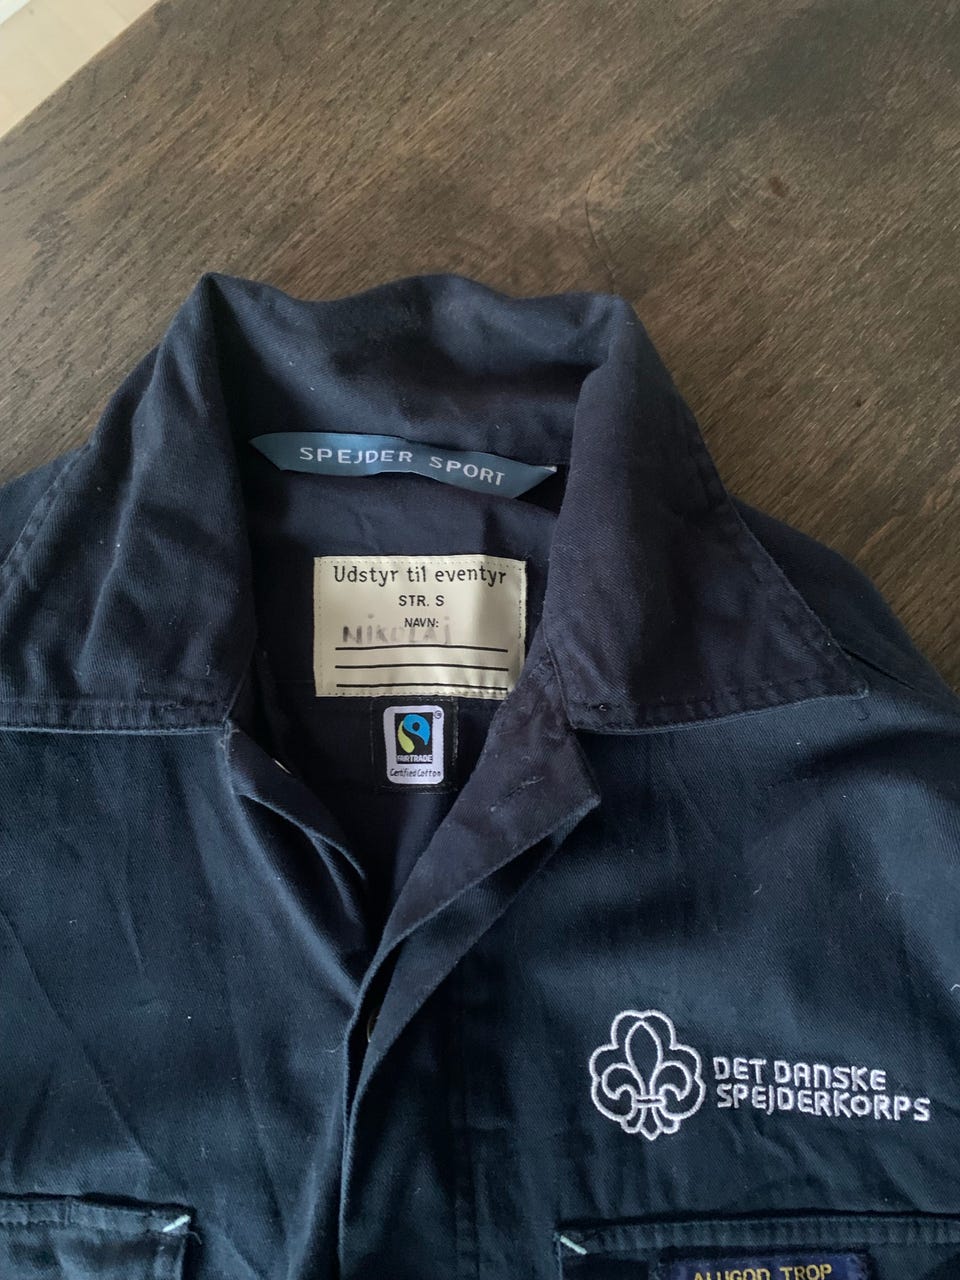 SPEJDER SPORT
Udstyr til eventyr
STR. S
NAVN:
NIKOLAJ
®
FAIRTRADE
Certified Cotton
DET DANSKE
SPEJDERKORPS
TROP